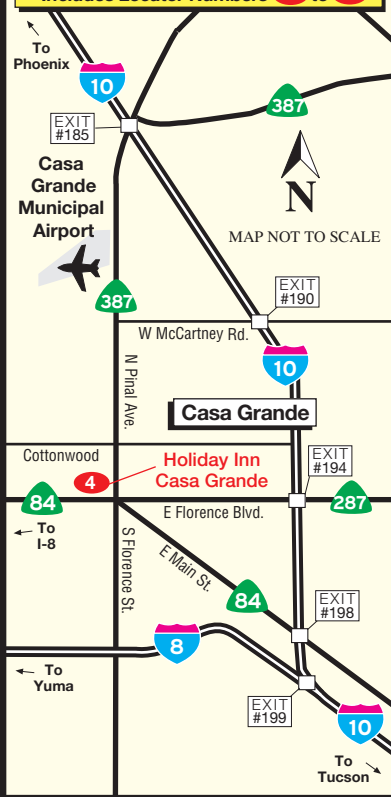 To
Phoenix
10
387
EXIT
#185
Casa
Grande
Municipal
Airport
N
MAP NOT TO SCALE
387
EXIT
#190
W McCartney Rd.
10
N Pinal Ave.
Casa Grande
Cottonwood
4
Holiday Inn
Casa Grande
EXIT
#194
84
E Florence Blvd.
287
To
I-8
S Florence St.
E Main St.
84
EXIT
#198
8
To
Yuma
EXIT
#199
10
To
Tucson